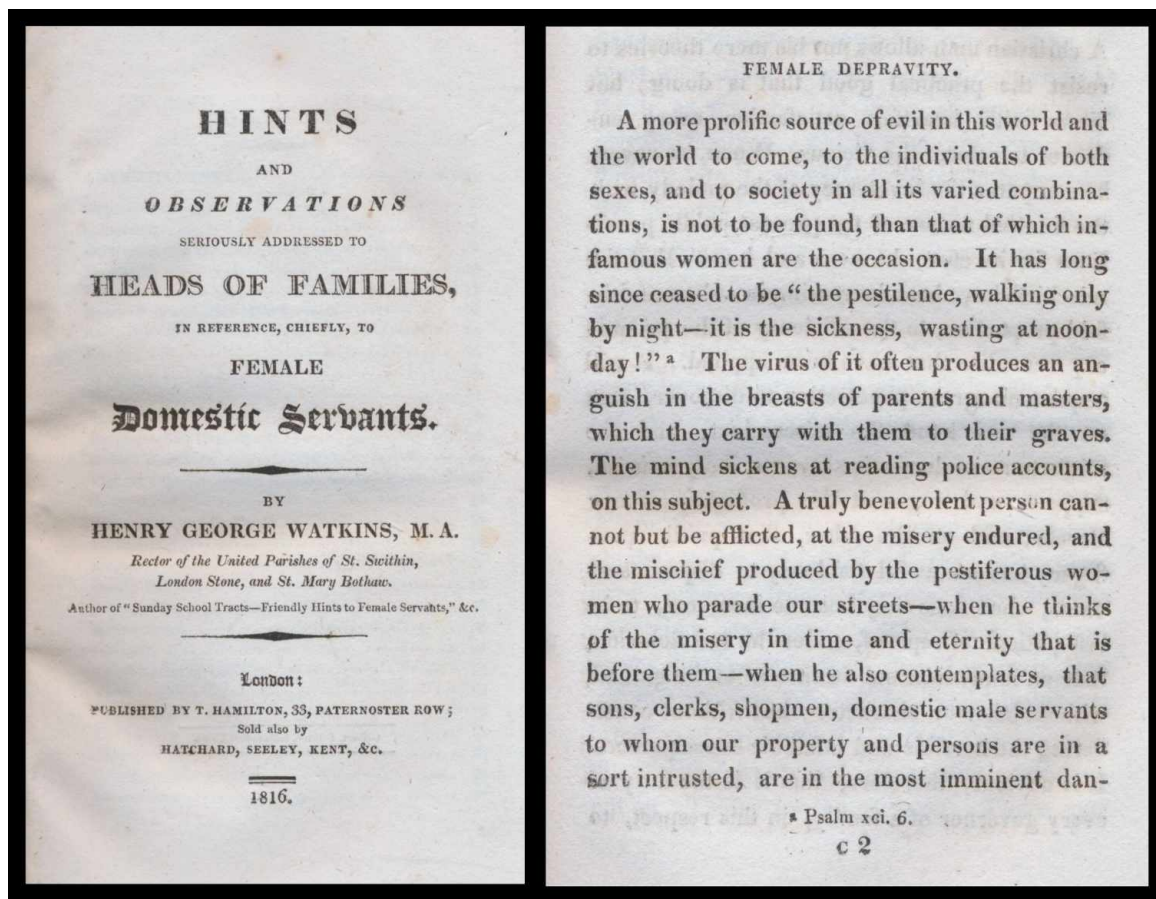 HINTS
AND
OBSERVATIONS
SERIOUSLY ADDRESSED TO
HEADS OF FAMILIES,
IN REFERENCE, CHIEFLY, TO
FEMALE
Domestic Servants.
BY
HENRY GEORGE WATKINS, M. A.
Rector of the United Parishes of St. Swithin,
London Stone, and St. Mary Bothaw.
Author of "Sunday School Tracts—Friendly Hints to Female Servants," &c.
London:
PUBLISHED BY T. HAMILTON, 33, PATERNOSTER ROW;
Sold also by
HATCHARD, SEELEY, KENT, &c.
1816.
FEMALE DEPRAVITY.
A more prolific source of evil in this world and
the world to come, to the individuals of both
sexes, and to society in all its varied combina-
tions, is not to be found, than that of which in-
famous women are the occasion. It has long
since ceased to be "the pestilence, walking only
by night—it is the sickness, wasting at noon-
day!" a The virus of it often produces an an-
guish in the breasts of parents and masters,
which they carry with them to their graves.
The mind sickens at reading police accounts,
on this subject. A truly benevolent person can-
not but be afflicted, at the misery endured, and
the mischief produced by the pestiferous wo-
men who parade our streets—when he thinks
of the misery in time and eternity that is
before them—when he also contemplates, that
sons, clerks, shopmen, domestic male servants
to whom our property and persons are in a
sort intrusted, are in the most imminent dan-
a Psalm xci. 6.
C 2